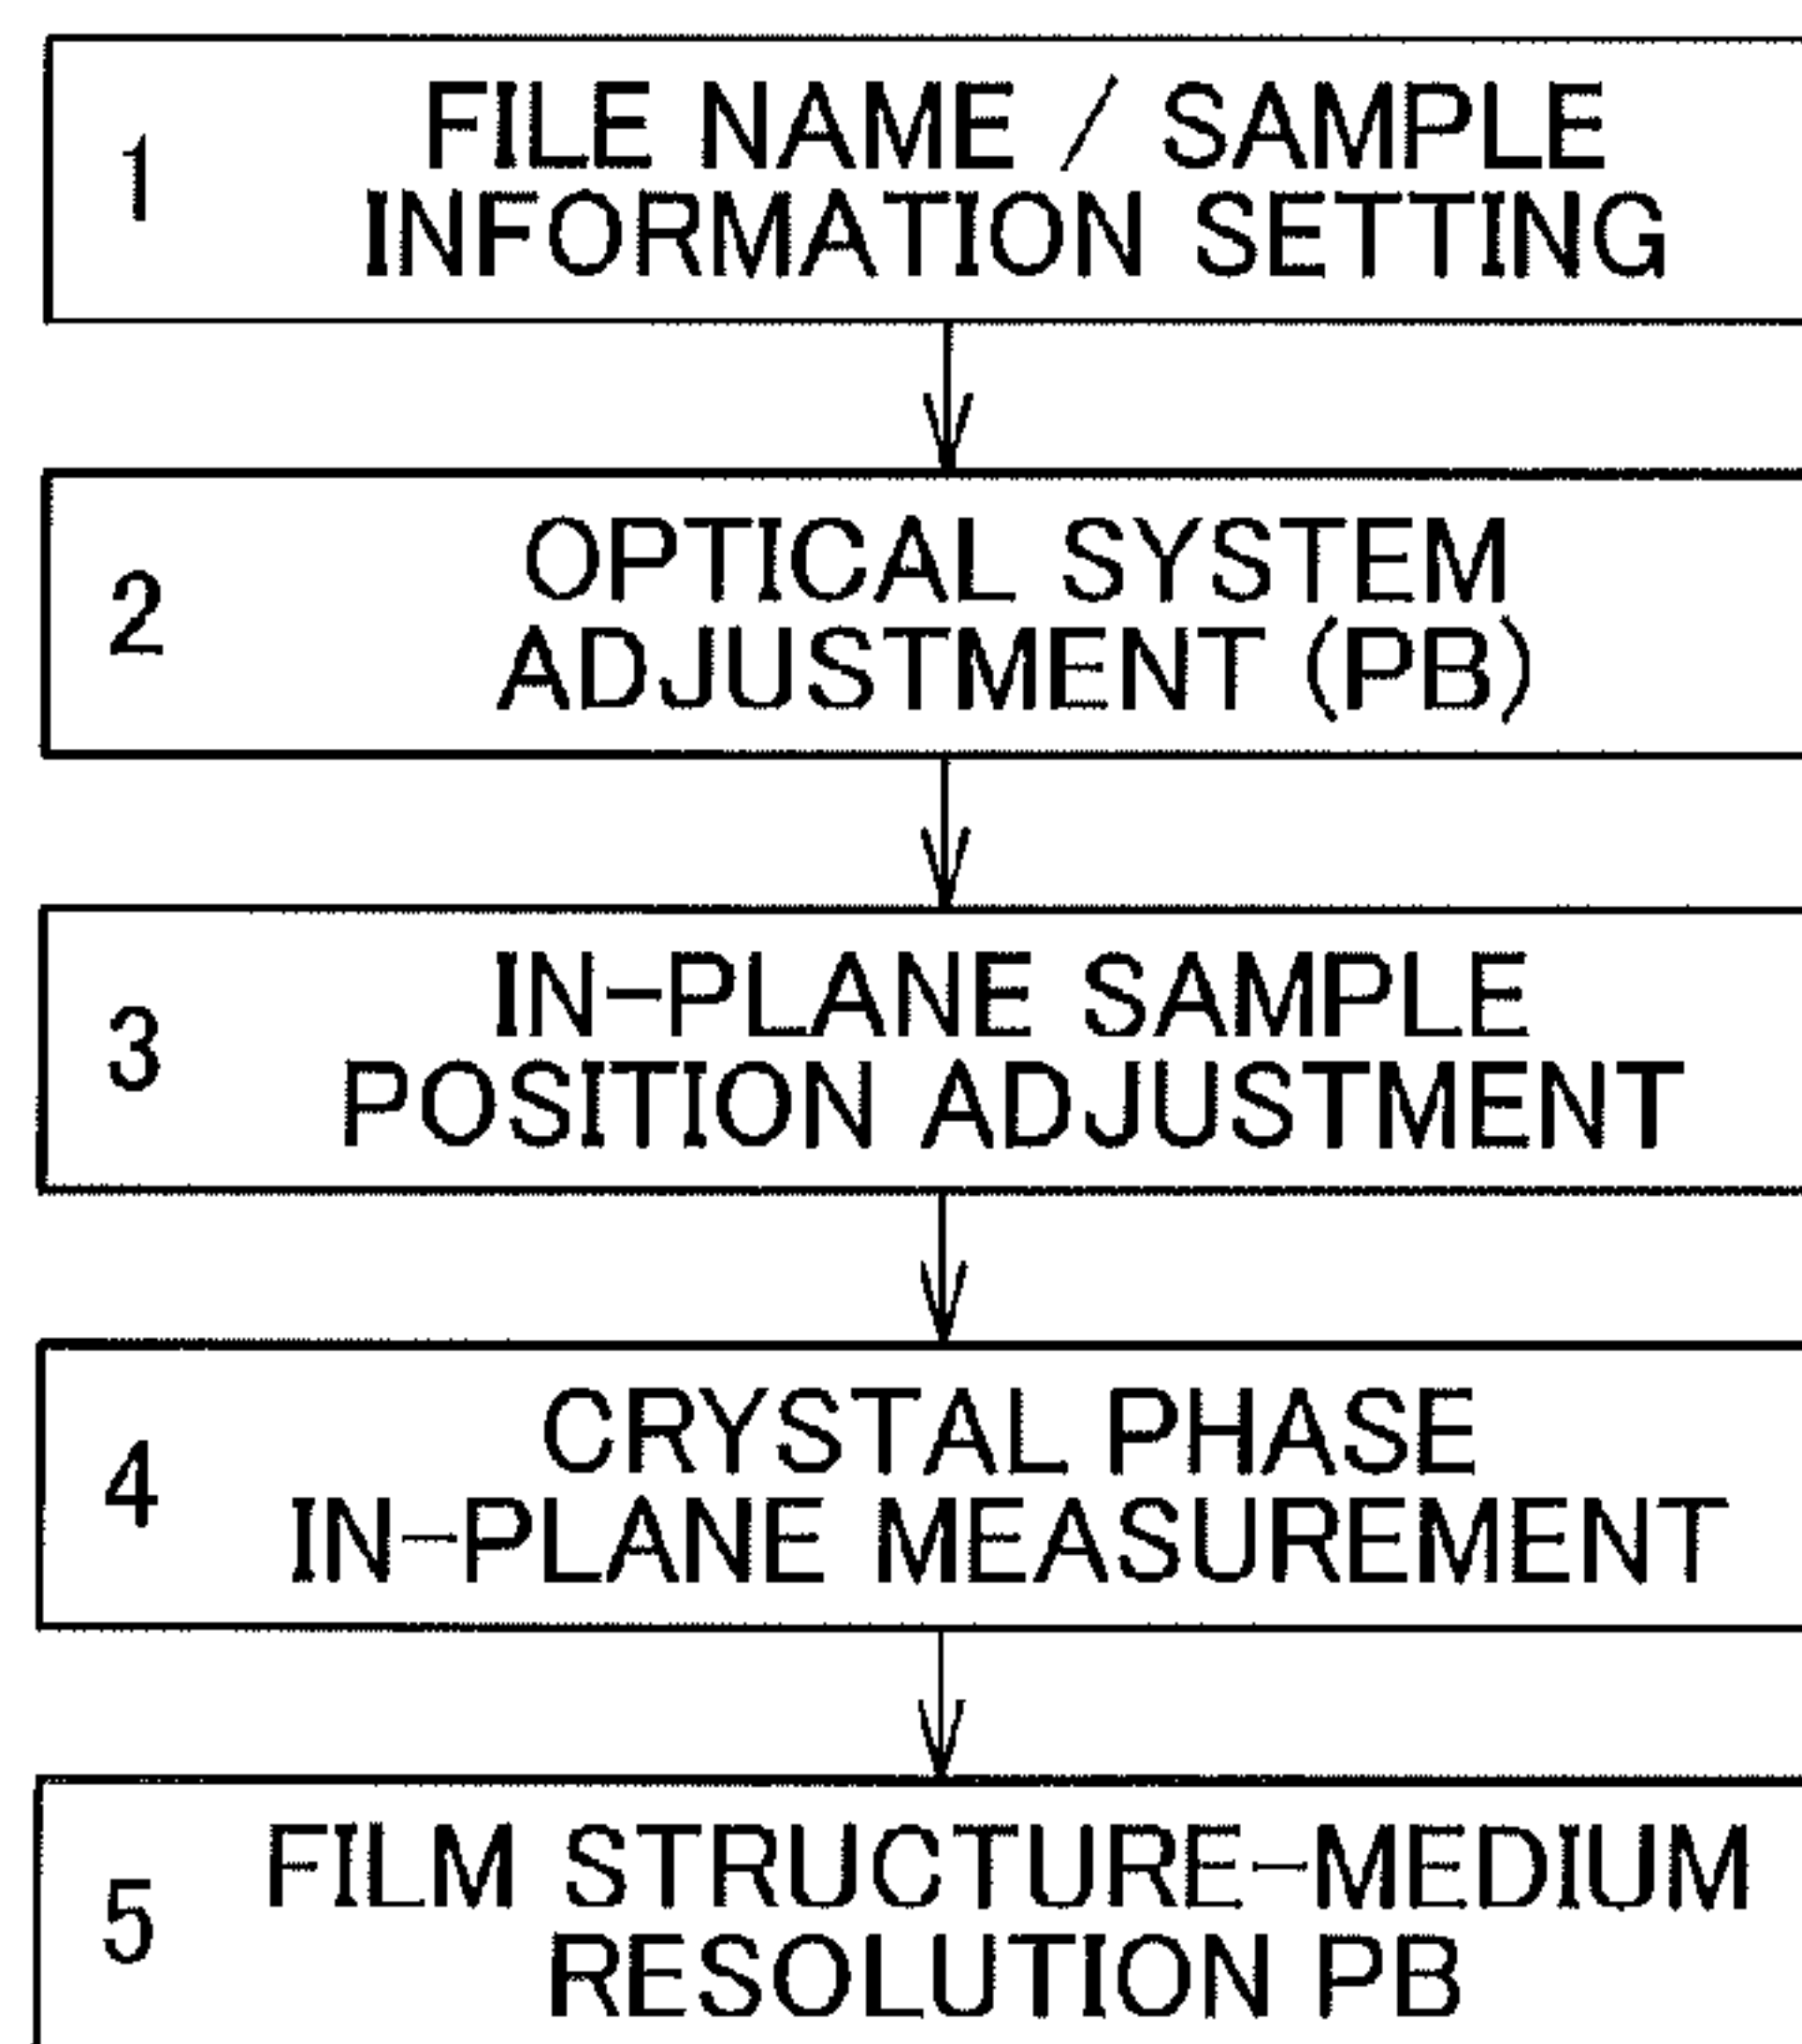 1
FILE NAME / SAMPLE
INFORMATION SETTING
2
OPTICAL SYSTEM
ADJUSTMENT (PB)
3
IN-PLANE SAMPLE
POSITION ADJUSTMENT
4
CRYSTAL PHASE
IN-PLANE MEASUREMENT
5
FILM STRUCTURE-MEDIUM
RESOLUTION PB